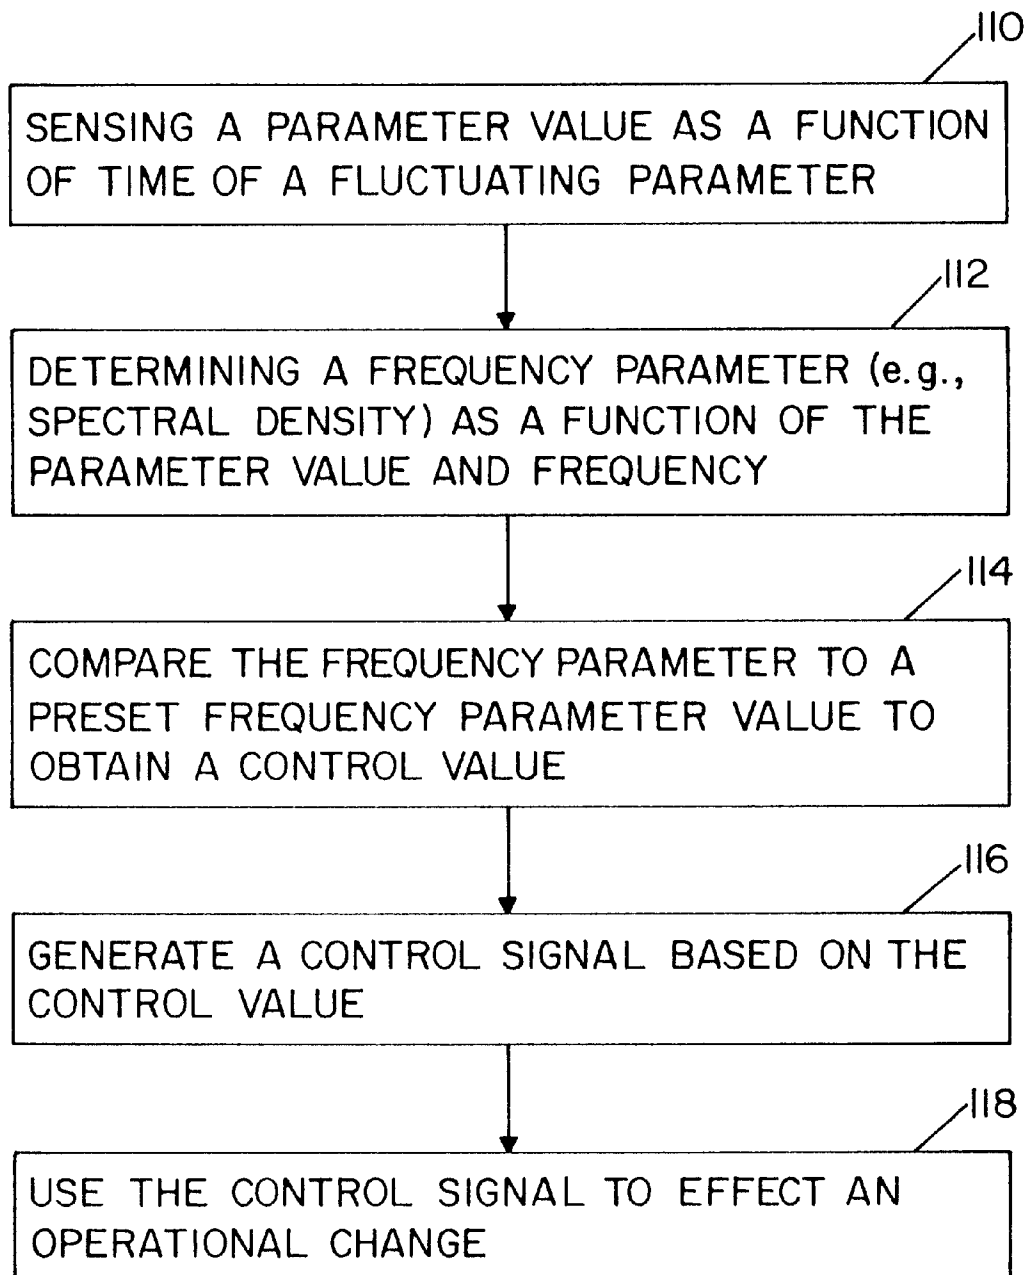 110
SENSING A PARAMETER VALUE AS A FUNCTION
OF TIME OF A FLUCTUATING PARAMETER
112
DETERMINING A FREQUENCY PARAMETER (e.g.,
SPECTRAL DENSITY) AS A FUNCTION OF THE
PARAMETER VALUE AND FREQUENCY
114
COMPARE THE FREQUENCY PARAMETER TO A
PRESET FREQUENCY PARAMETER VALUE TO
OBTAIN A CONTROL VALUE
116
GENERATE A CONTROL SIGNAL BASED ON THE
CONTROL VALUE
118
USE THE CONTROL SIGNAL TO EFFECT AN
OPERATIONAL CHANGE